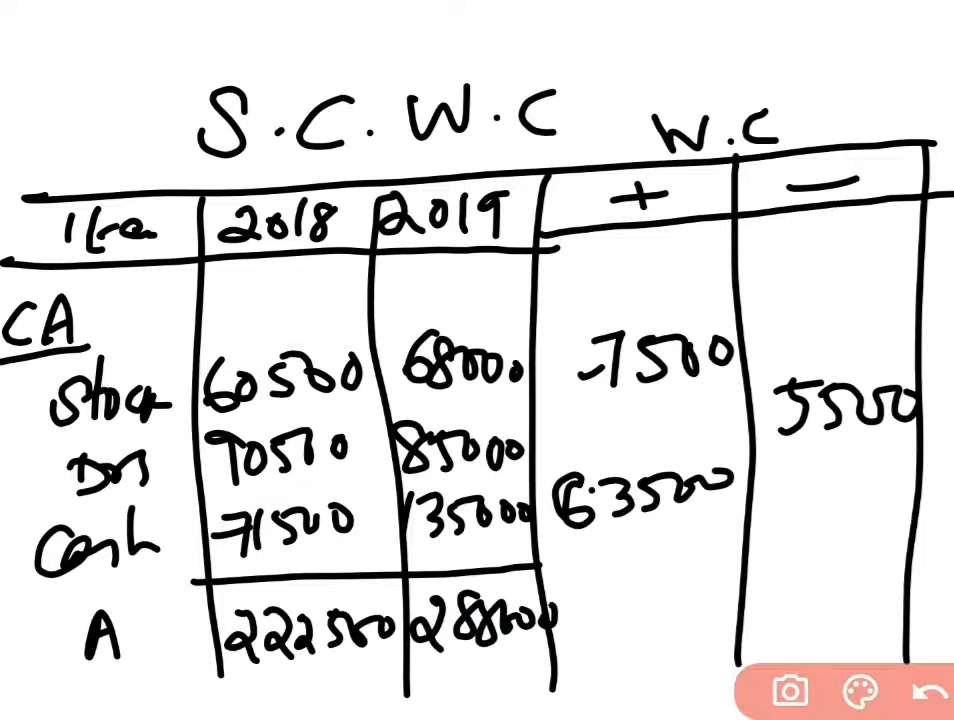 S.C.W.C W.C
Item 2018 2019 + -
CA
Stock 60500 68000 7500
Drs 90500 85000 5500
Cash 71500 135000 63500
A 222500 288000